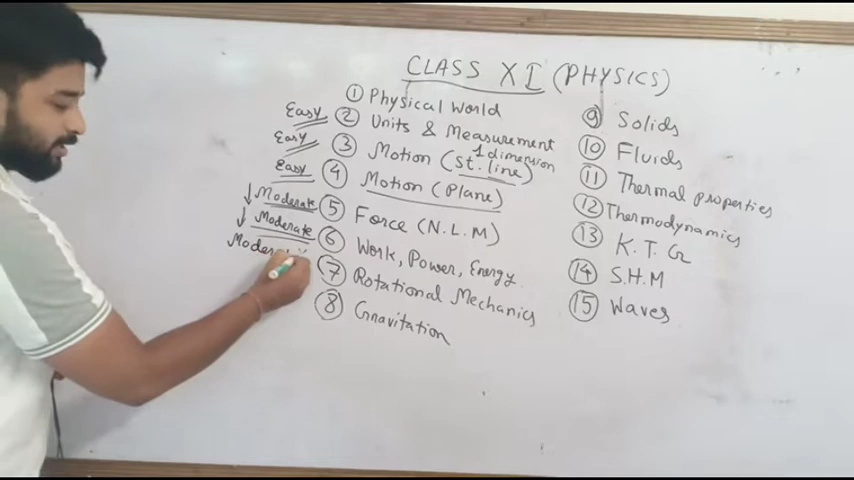 CLASS XI (PHYSICS)
① Physical World
Easy ② Units & Measurement
Easy ③ Motion (St. line) 1 dimension
Easy ④ Motion (Plane)
↓ Moderate ⑤ Force (N.L.M)
↓ Moderate ⑥ Work, Power, Energy
⑦ Rotational Mechanics
⑧ Gravitation
⑨ Solids
⑩ Fluids
⑪ Thermal properties
⑫ Thermodynamics
⑬ K.T.G
⑭ S.H.M
⑮ Waves